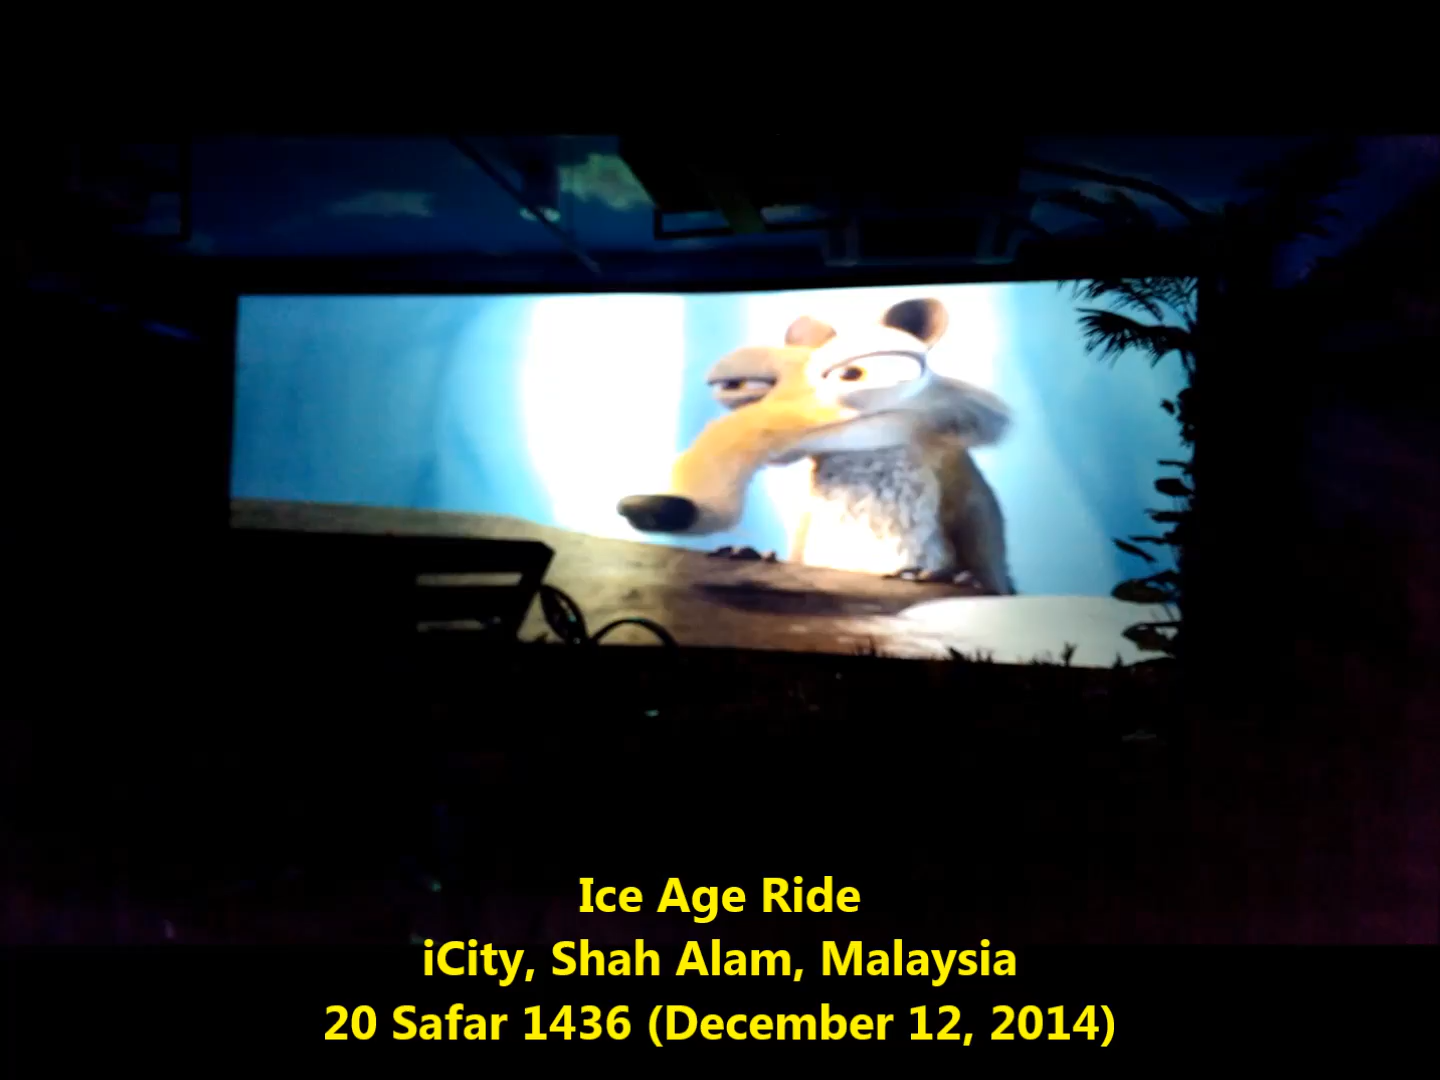 Ice Age Ride
iCity, Shah Alam, Malaysia
20 Safar 1436 (December 12, 2014)